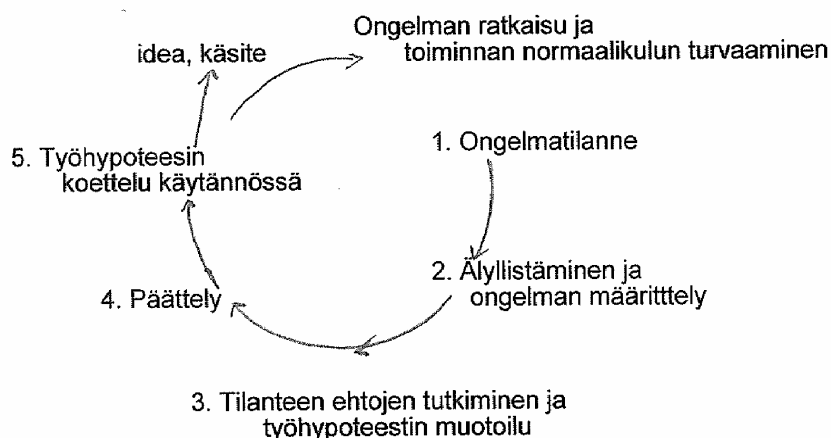 Ongelman ratkaisu ja
toiminnan normaalikulun turvaaminen
idea, käsite
1. Ongelmatilanne
5. Työhypoteesin
koettelu käytännössä
2. Älyllistäminen ja
ongelman määritttely
4. Päättely
3. Tilanteen ehtojen tutkiminen ja
työhypoteestin muotoilu